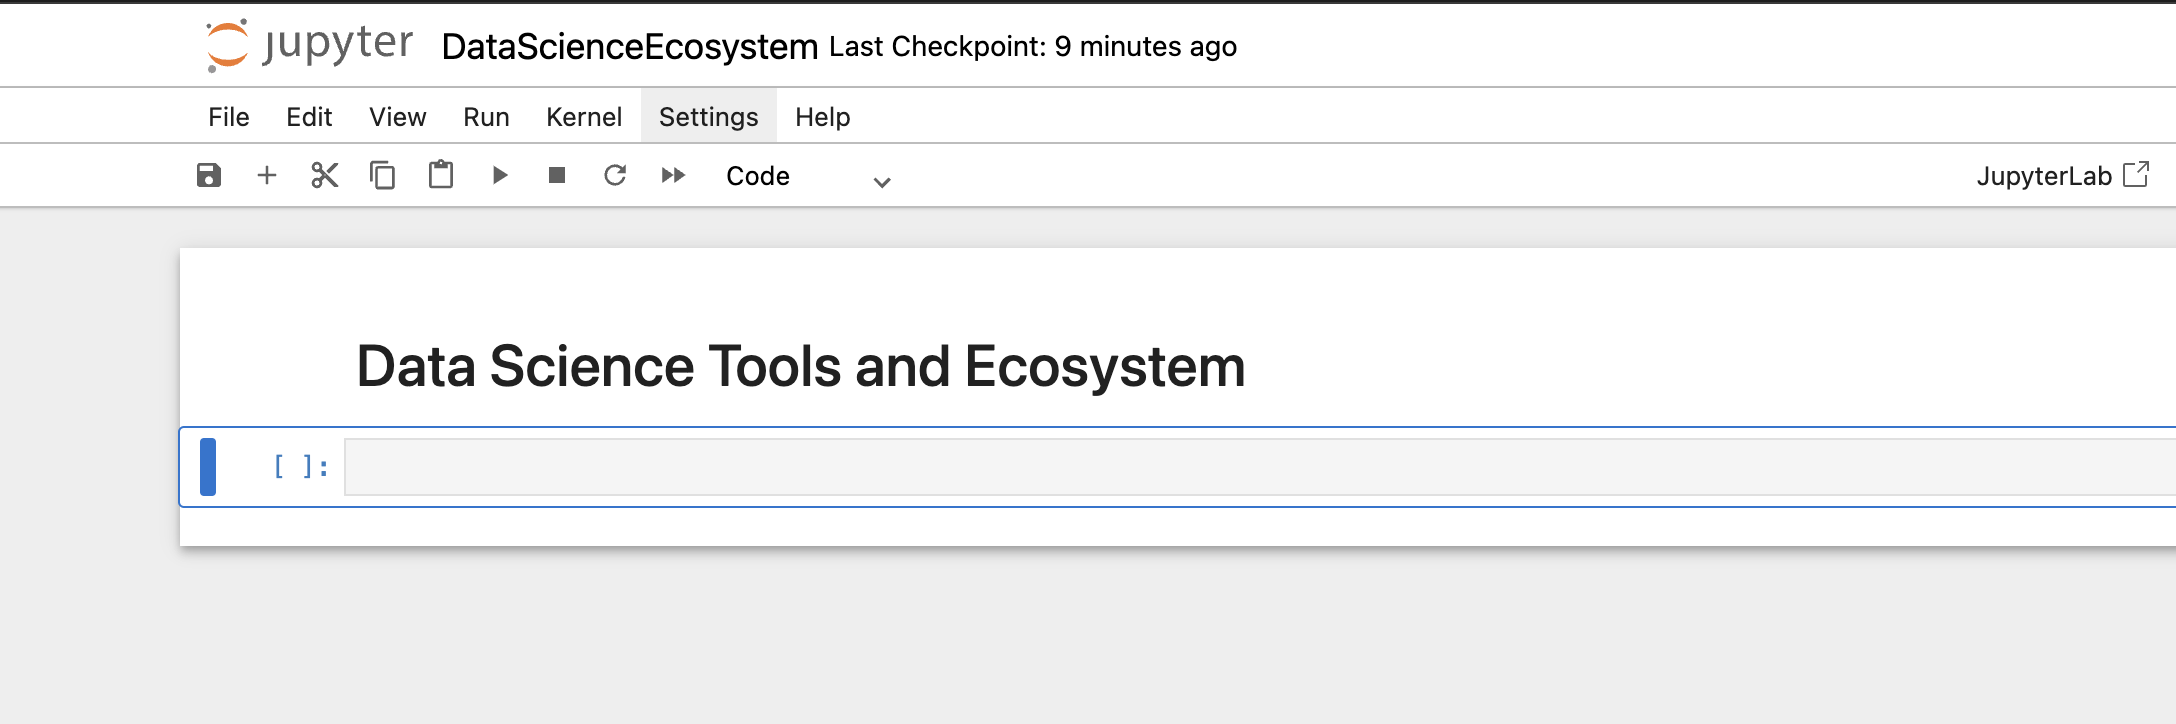 jupyter DataScienceEcosystem Last Checkpoint: 9 minutes ago
File Edit View Run Kernel Settings Help
Code JupyterLab
Data Science Tools and Ecosystem
[ ]: